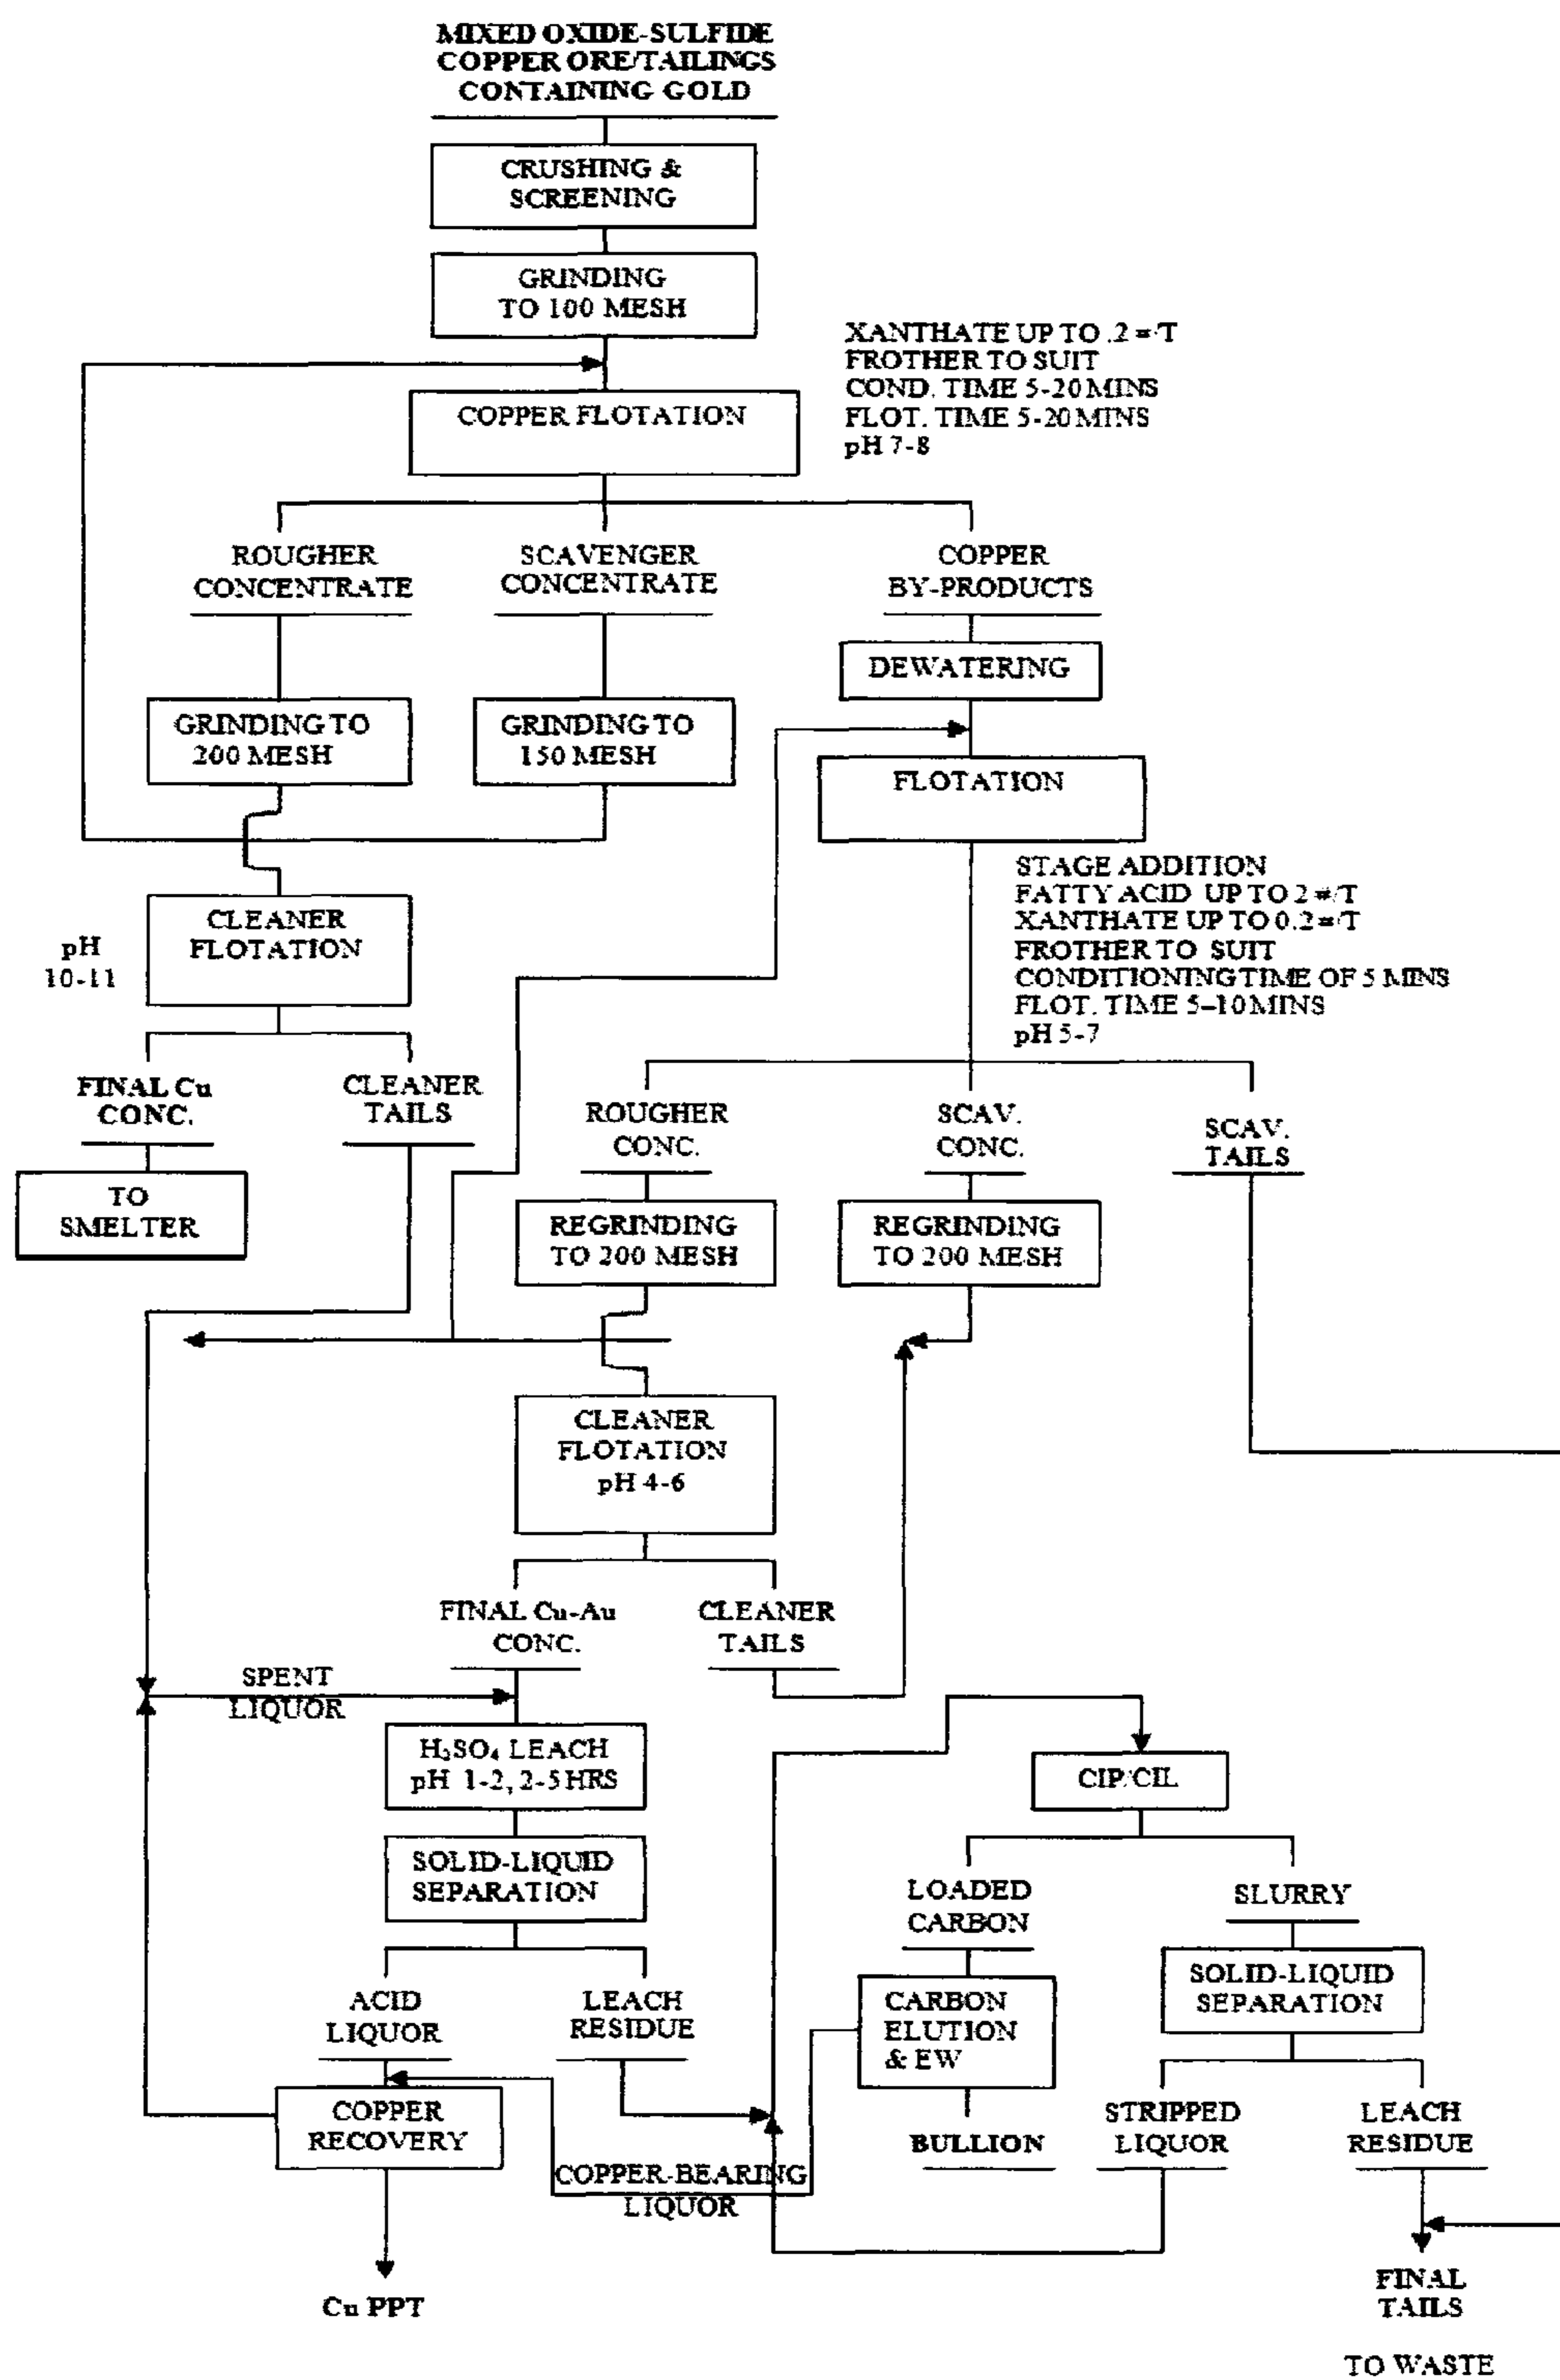 MIXED OXIDE-SULFIDE
COPPER ORE/TAILINGS
CONTAINING GOLD
CRUSHING &
SCREENING
GRINDING
TO 100 MESH
XANTHATE UP TO .2 #/T
FROTHER TO SUIT
COND. TIME 5-20 MINS
FLOT. TIME 5-20 MINS
pH 7-8
COPPER FLOTATION
ROUGHER
CONCENTRATE
SCAVENGER
CONCENTRATE
COPPER
BY-PRODUCTS
DEWATERING
GRINDING TO
200 MESH
GRINDING TO
150 MESH
FLOTATION
STAGE ADDITION
FATTY ACID UP TO 2 #/T
XANTHATE UP TO 0.2 #/T
FROTHER TO SUIT
CONDITIONING TIME OF 5 MINS
FLOT. TIME 5-10 MINS
pH 5-7
CLEANER
FLOTATION
pH
10-11
FINAL Cu
CONC.
CLEANER
TAILS
ROUGHER
CONC.
SCAV.
CONC.
SCAV.
TAILS
TO
SMELTER
REGRINDING
TO 200 MESH
REGRINDING
TO 200 MESH
CLEANER
FLOTATION
pH 4-6
FINAL Cu-Au
CONC.
CLEANER
TAILS
SPENT
LIQUOR
H₂SO₄ LEACH
pH 1-2, 2-5 HRS
CIP/CIL
SOLID-LIQUID
SEPARATION
LOADED
CARBON
SLURRY
ACID
LIQUOR
LEACH
RESIDUE
CARBON
ELUTION
& EW
SOLID-LIQUID
SEPARATION
COPPER
RECOVERY
BULLION
STRIPPED
LIQUOR
LEACH
RESIDUE
COPPER-BEARING
LIQUOR
Cu PPT
FINAL
TAILS
TO WASTE